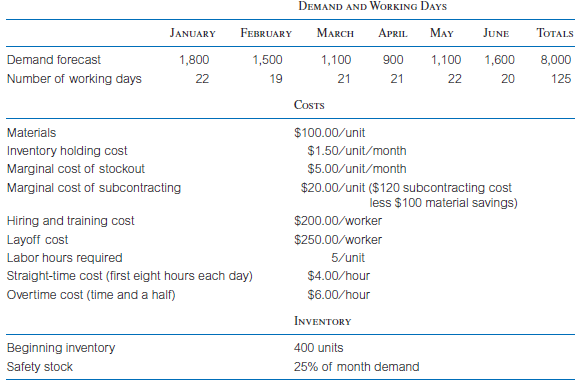 DEMAND AND WORKING DAYS
JANUARY FEBRUARY MARCH APRIL MAY JUNE TOTALS
Demand forecast 1,800 1,500 1,100 900 1,100 1,600 8,000
Number of working days 22 19 21 21 22 20 125
COSTS
Materials $100.00/unit
Inventory holding cost $1.50/unit/month
Marginal cost of stockout $5.00/unit/month
Marginal cost of subcontracting $20.00/unit ($120 subcontracting cost
less $100 material savings)
Hiring and training cost $200.00/worker
Layoff cost $250.00/worker
Labor hours required 5/unit
Straight-time cost (first eight hours each day) $4.00/hour
Overtime cost (time and a half) $6.00/hour
INVENTORY
Beginning inventory 400 units
Safety stock 25% of month demand